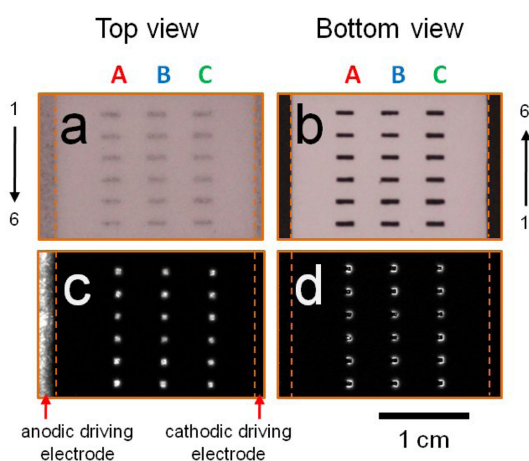 Top view
Bottom view
A B C
A B C
1
6
a
b
6
1
c
d
anodic driving
electrode
cathodic driving
electrode
1 cm